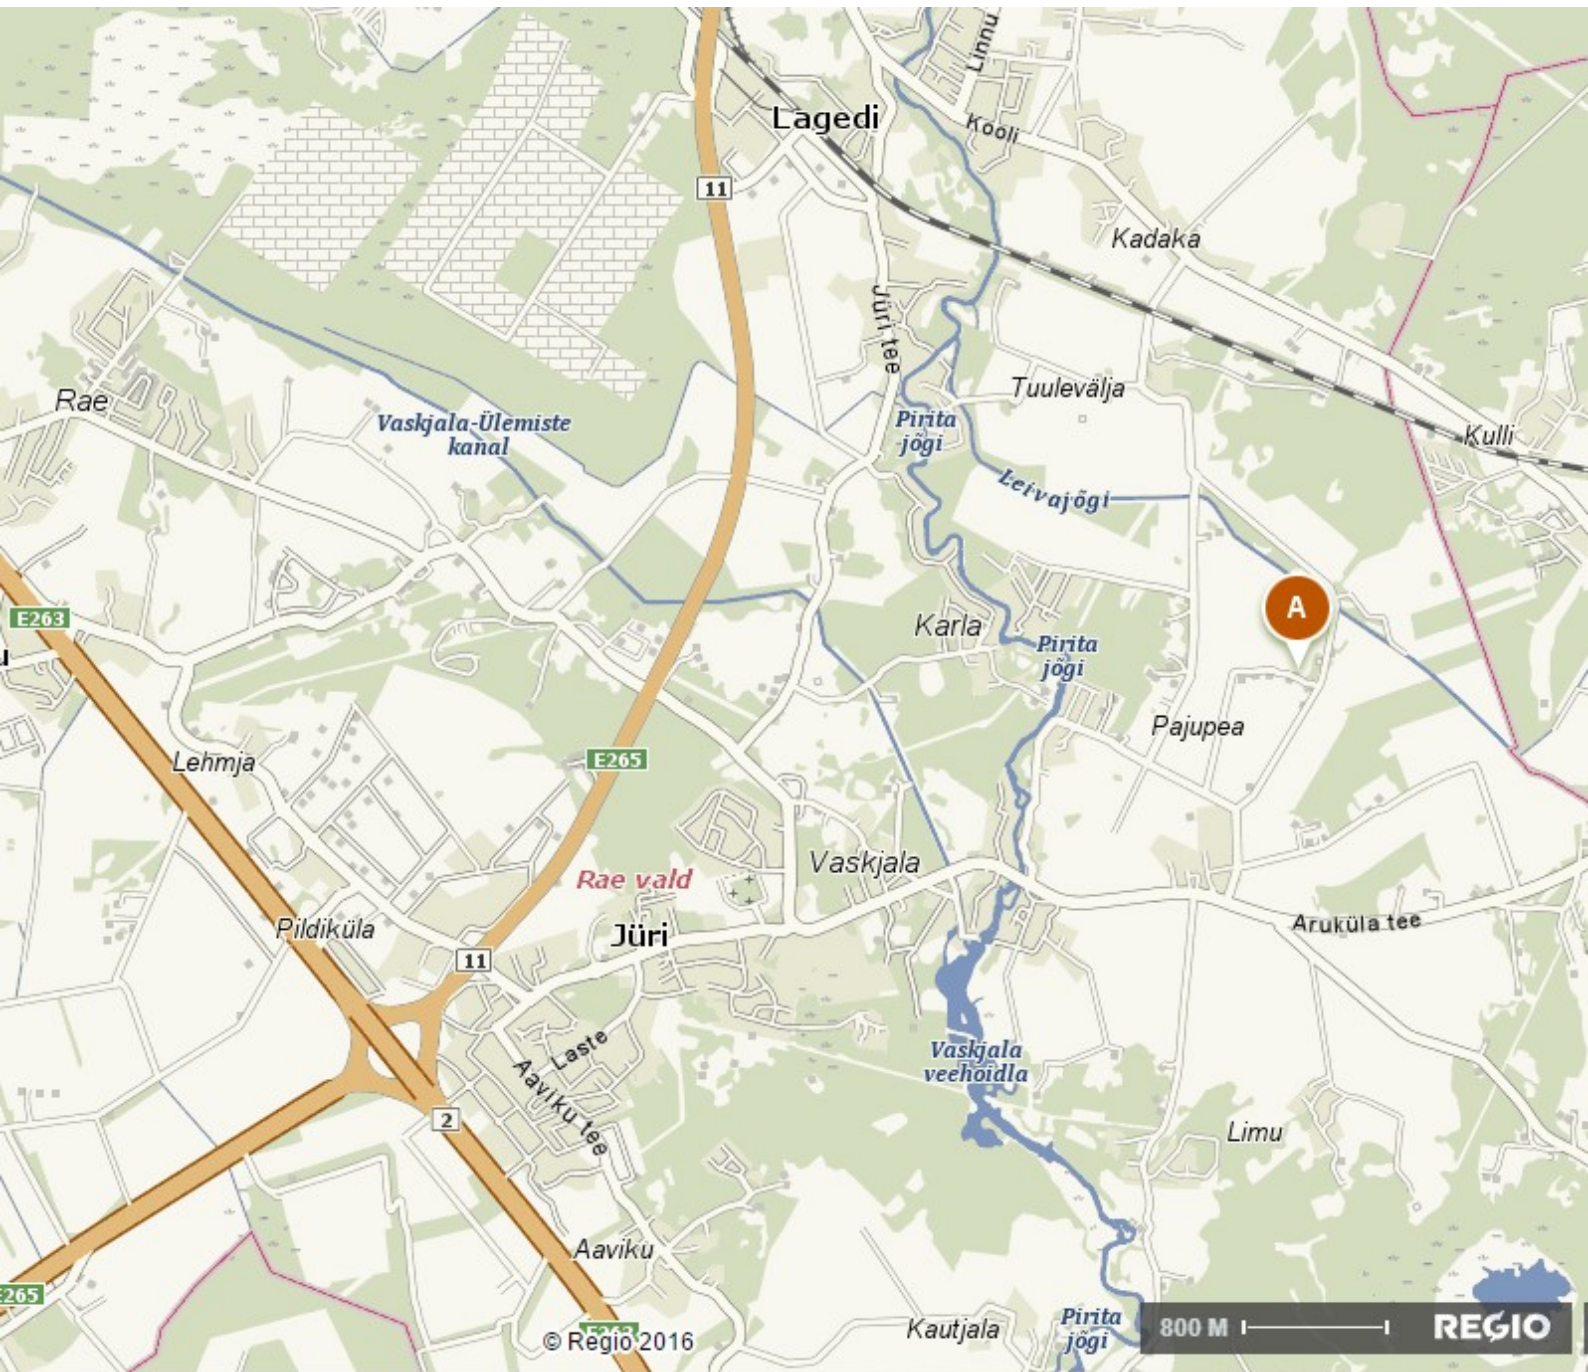 Linnu
Lagedi
Kooli
11
Kadaka
Jüri tee
Tuulevälja
Rae
Vaskjala-Ülemiste
kanal
Pirita
jõgi
Kulli
Leivajõgi
E263
A
Karla
Pirita
jõgi
Pajupea
Lehmja
E265
Vaskjala
Rae vald
Aruküla tee
Pildiküla
Jüri
11
Laste
Aaviku tee
Vaskjala
veehoidla
2
Limu
Aaviku
E265
Kautjala
Pirita
jõgi
© Regio 2016
800 M
REGIO